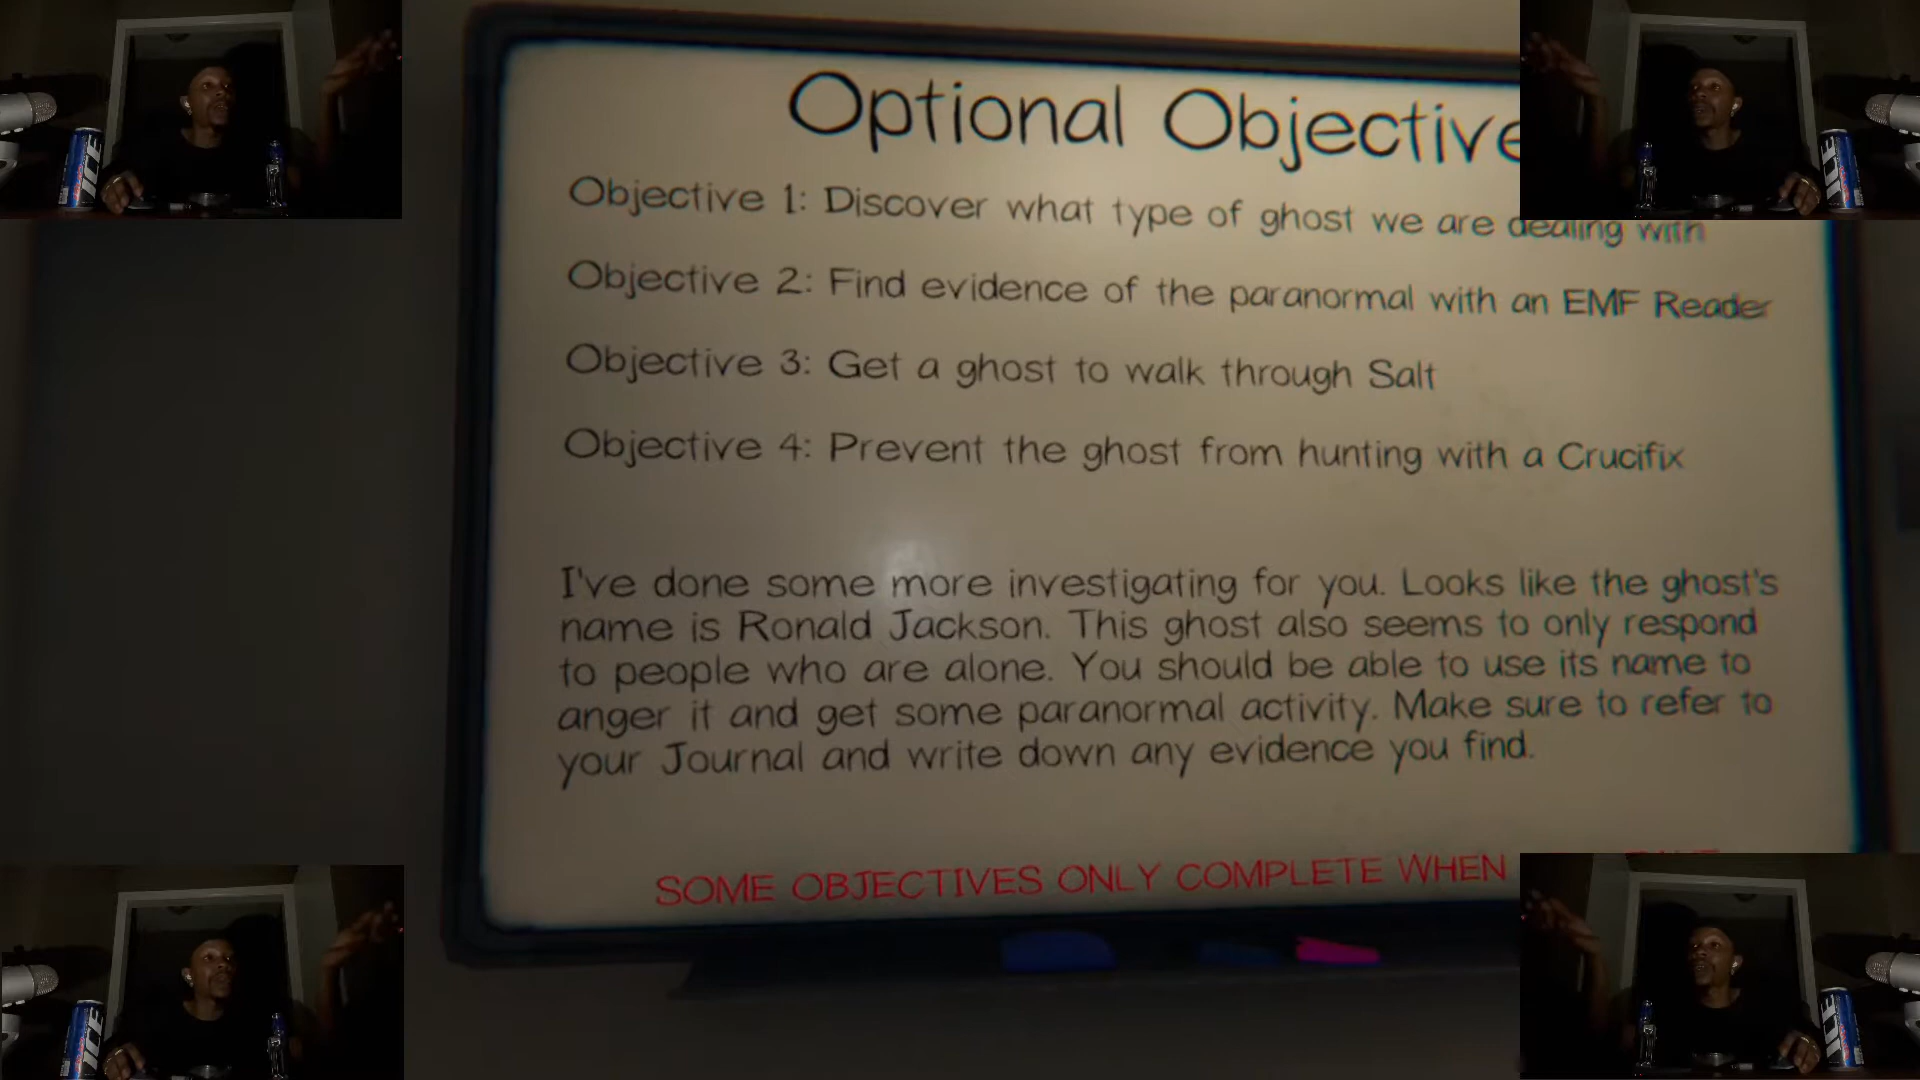 Optional Objective
Objective 1: Discover what type of ghost we are dealing with
Objective 2: Find evidence of the paranormal with an EMF Reader
Objective 3: Get a ghost to walk through Salt
Objective 4: Prevent the ghost from hunting with a Crucifix
I've done some more investigating for you. Looks like the ghost's
name is Ronald Jackson. This ghost also seems to only respond
to people who are alone. You should be able to use its name to
anger it and get some paranormal activity. Make sure to refer to
your Journal and write down any evidence you find.
SOME OBJECTIVES ONLY COMPLETE WHEN
ICE
ICE
ICE
ICE